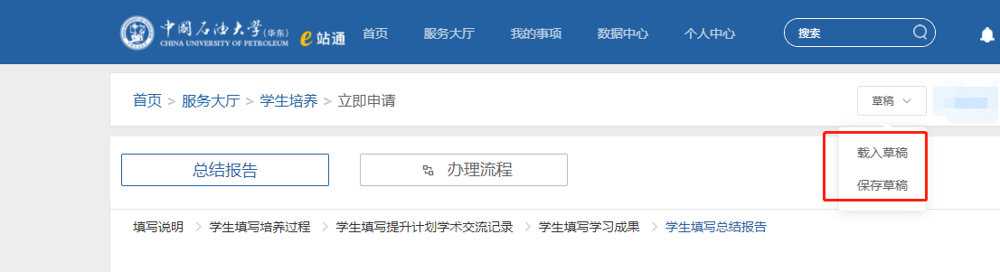 中国石油大学(华东)
CHINA UNIVERSITY OF PETROLEUM
e站通
首页
服务大厅
我的事项
数据中心
个人中心
搜索
首页 > 服务大厅 > 学生培养 > 立即申请
草稿
载入草稿
保存草稿
总结报告
办理流程
填写说明 > 学生填写培养过程 > 学生填写提升计划学术交流记录 > 学生填写学习成果 > 学生填写总结报告